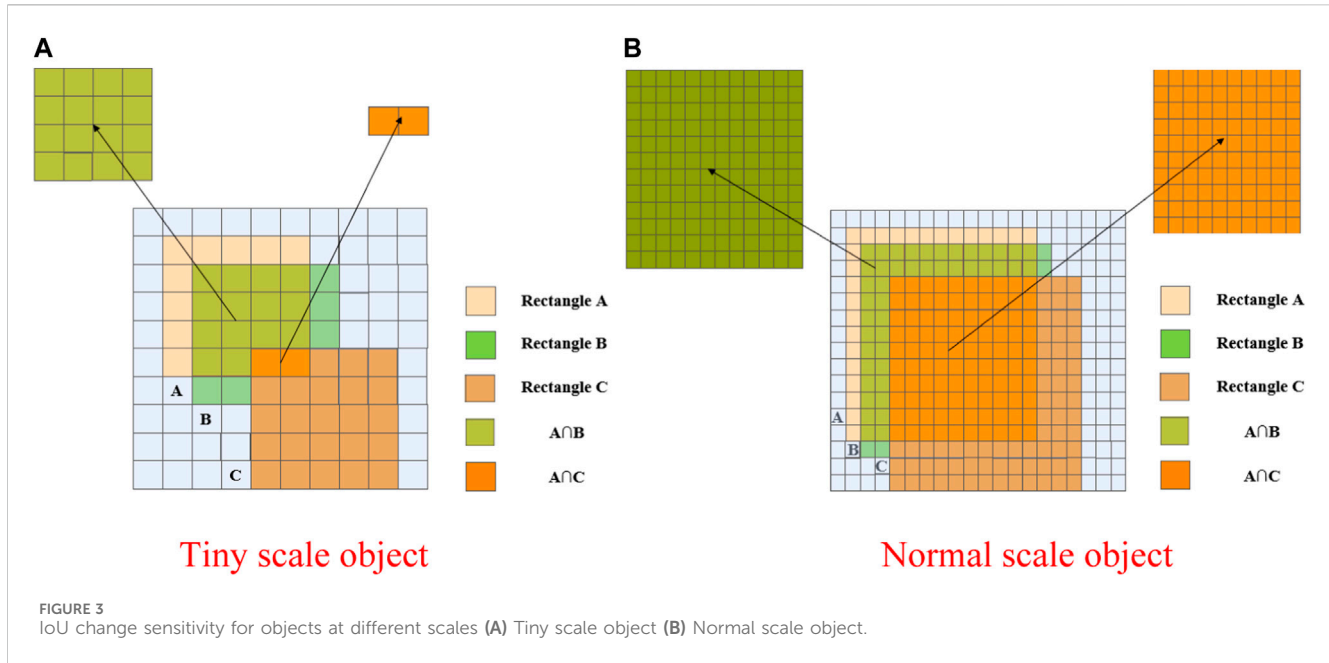 A
B
A
B
C
Rectangle A
Rectangle B
Rectangle C
A∩B
A∩C
A
B
C
Rectangle A
Rectangle B
Rectangle C
A∩B
A∩C
Tiny scale object
Normal scale object
FIGURE 3
IoU change sensitivity for objects at different scales (A) Tiny scale object (B) Normal scale object.